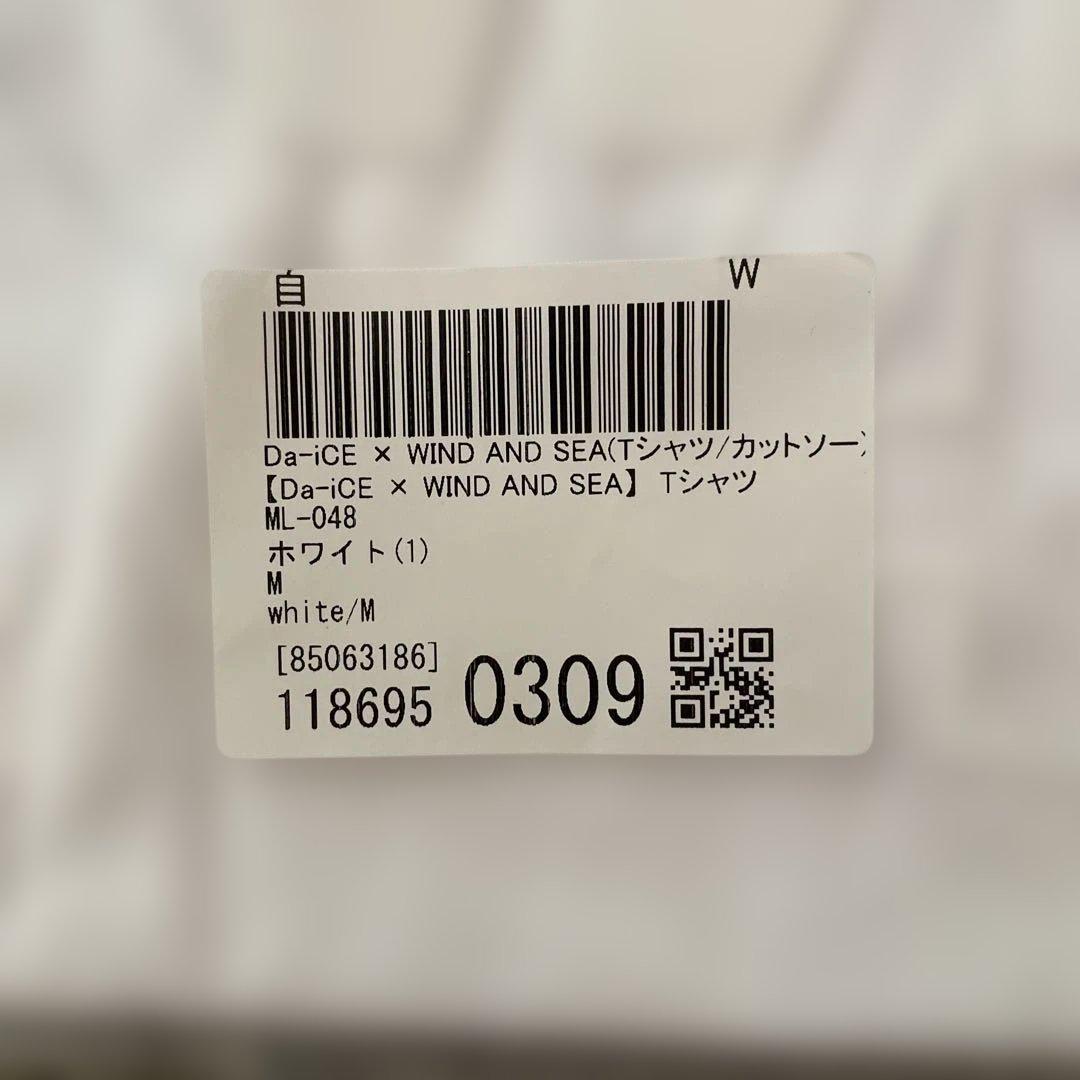 自 W
Da-iCE × WIND AND SEA(Tシャツ/カットソー)
【Da-iCE × WIND AND SEA】 Tシャツ
ML-048
ホワイト(1)
M
white/M
[85063186]
118695 0309